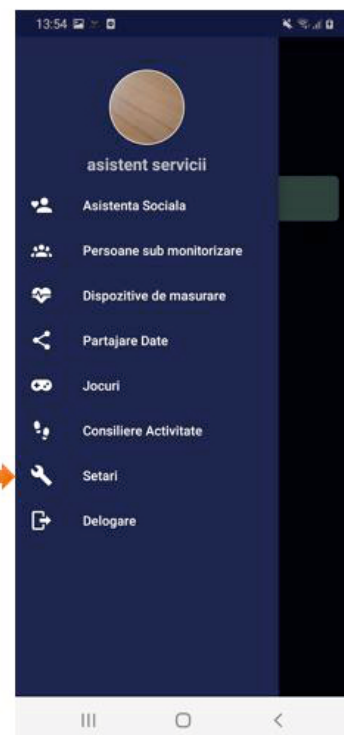 13:54
asistent servicii
Asistenta Sociala
Persoane sub monitorizare
Dispozitive de masurare
Partajare Date
Jocuri
Consiliere Activitate
Setari
Delogare